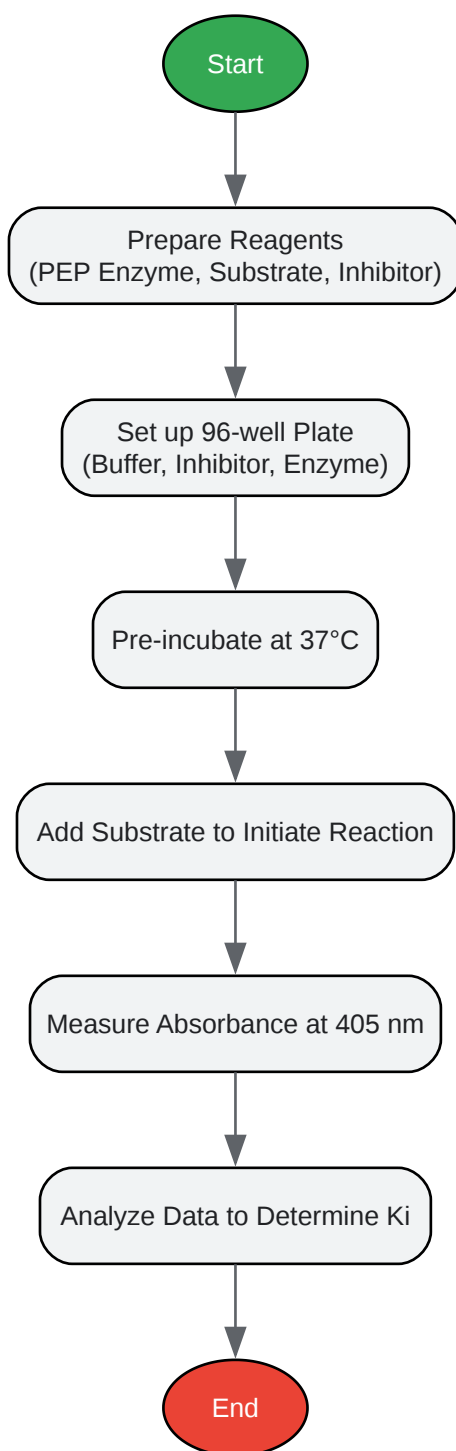 Start
Prepare Reagents
(PEP Enzyme, Substrate, Inhibitor)
Set up 96-well Plate
(Buffer, Inhibitor, Enzyme)
Pre-incubate at 37°C
Add Substrate to Initiate Reaction
Measure Absorbance at 405 nm
Analyze Data to Determine Ki
End